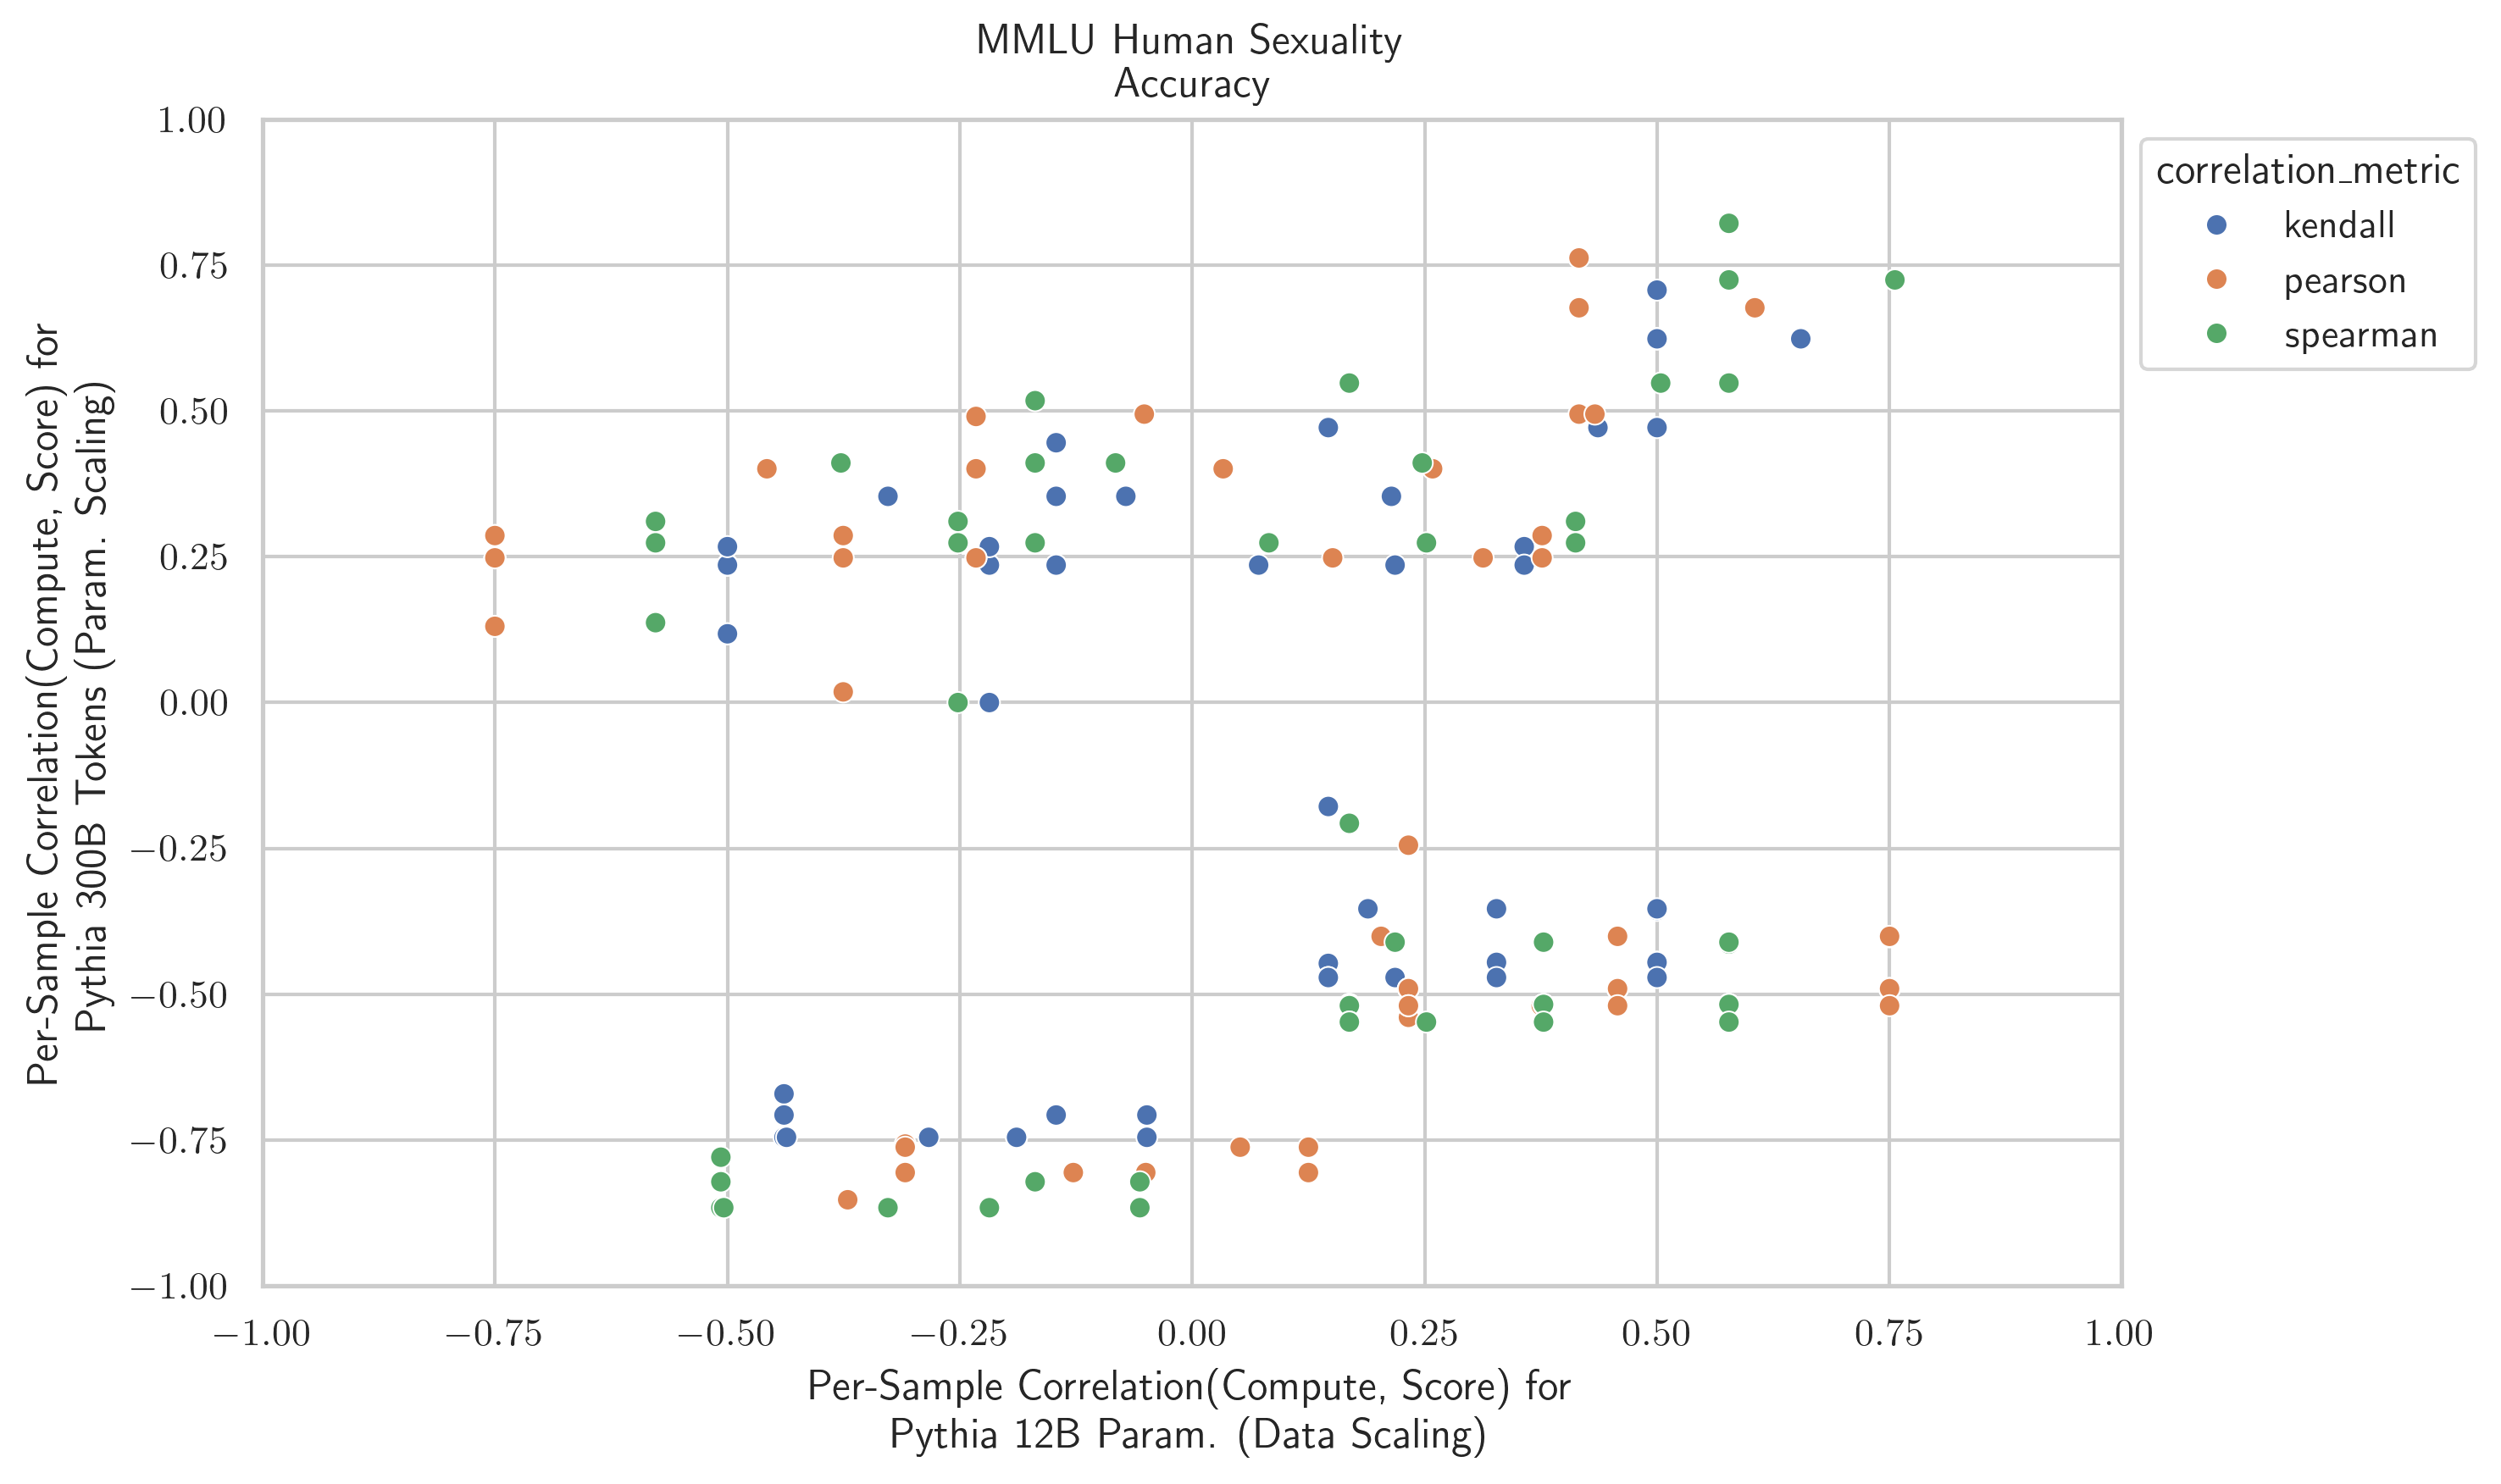 MMLU Human Sexuality
Accuracy
1.00
0.75
0.50
0.25
0.00
−0.25
−0.50
−0.75
−1.00
Per-Sample Correlation(Compute, Score) for
Pythia 300B Tokens (Param. Scaling)
−1.00
−0.75
−0.50
−0.25
0.00
0.25
0.50
0.75
1.00
Per-Sample Correlation(Compute, Score) for
Pythia 12B Param. (Data Scaling)
correlation_metric
kendall
pearson
spearman